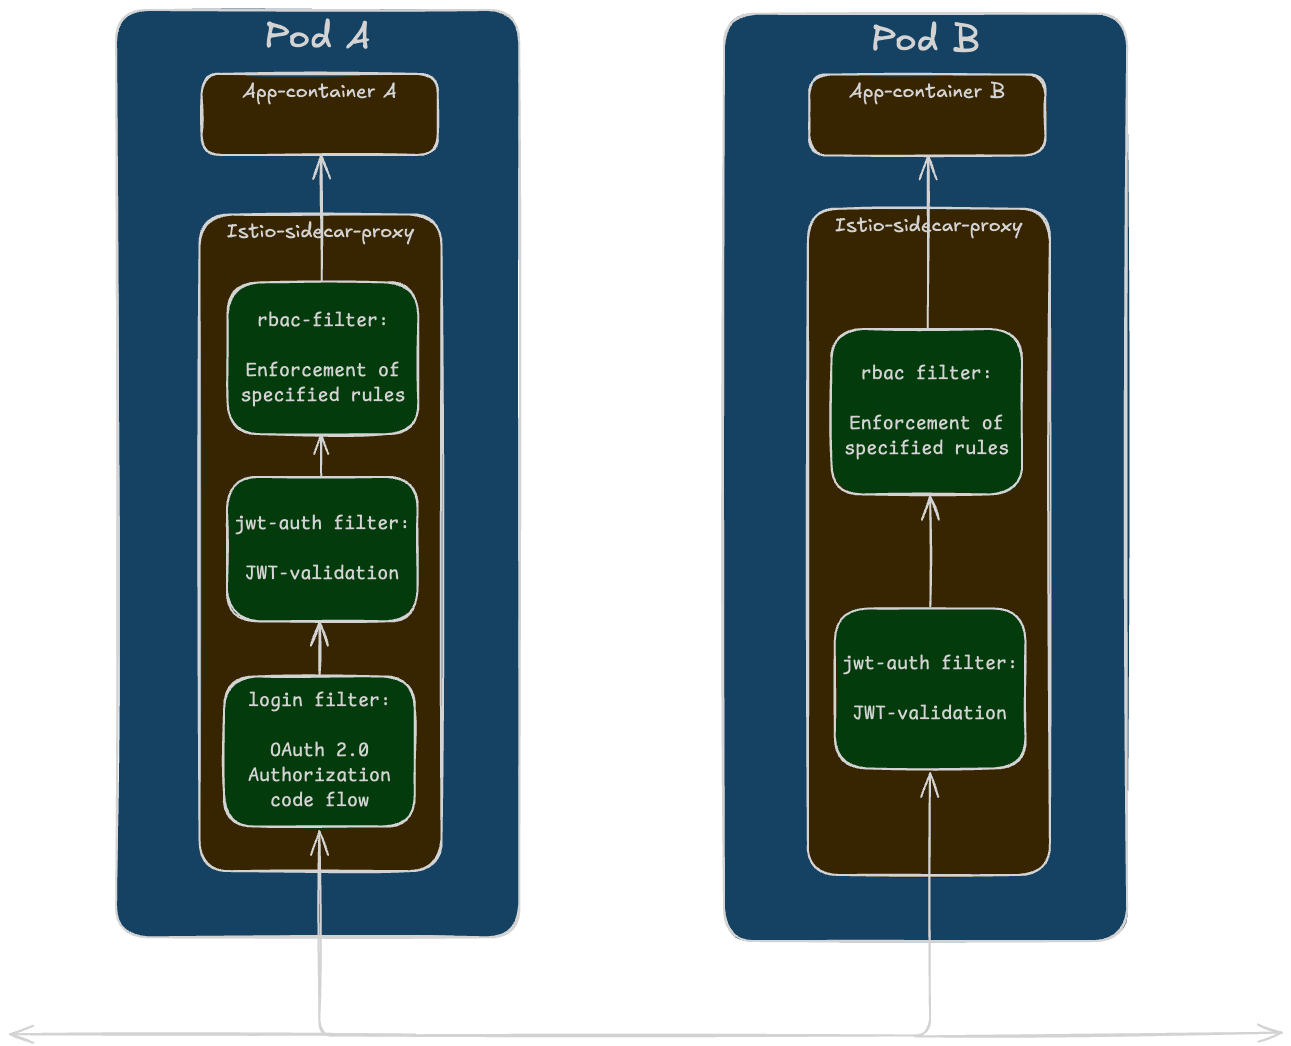 Pod A
App-container A
Istio-sidecar-proxy
rbac-filter:
Enforcement of
specified rules
jwt-auth filter:
JWT-validation
login filter:
OAuth 2.0
Authorization
code flow
Pod B
App-container B
Istio-sidecar-proxy
rbac filter:
Enforcement of
specified rules
jwt-auth filter:
JWT-validation